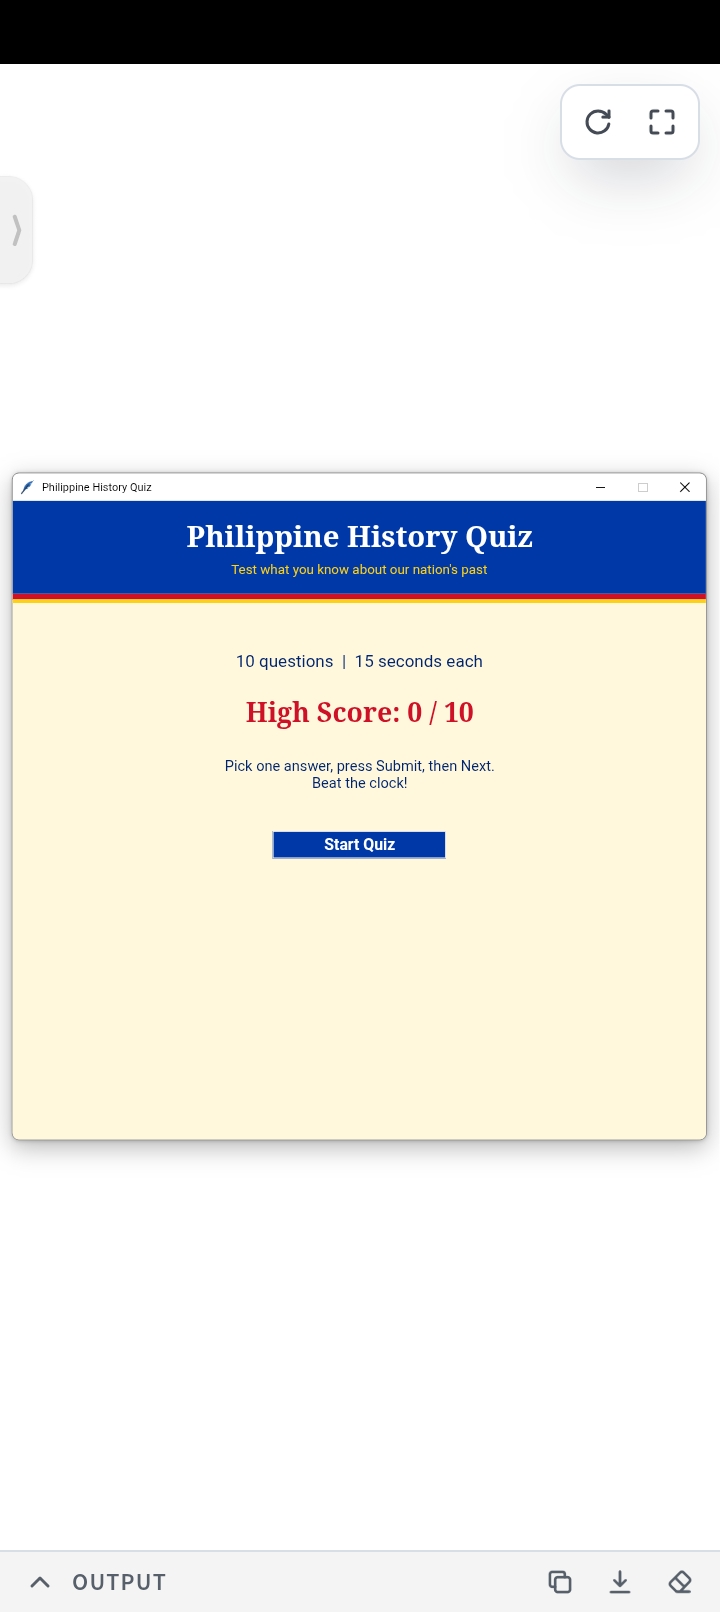 Philippine History Quiz
Philippine History Quiz
Test what you know about our nation's past
10 questions | 15 seconds each
High Score: 0 / 10
Pick one answer, press Submit, then Next.
Beat the clock!
Start Quiz
OUTPUT